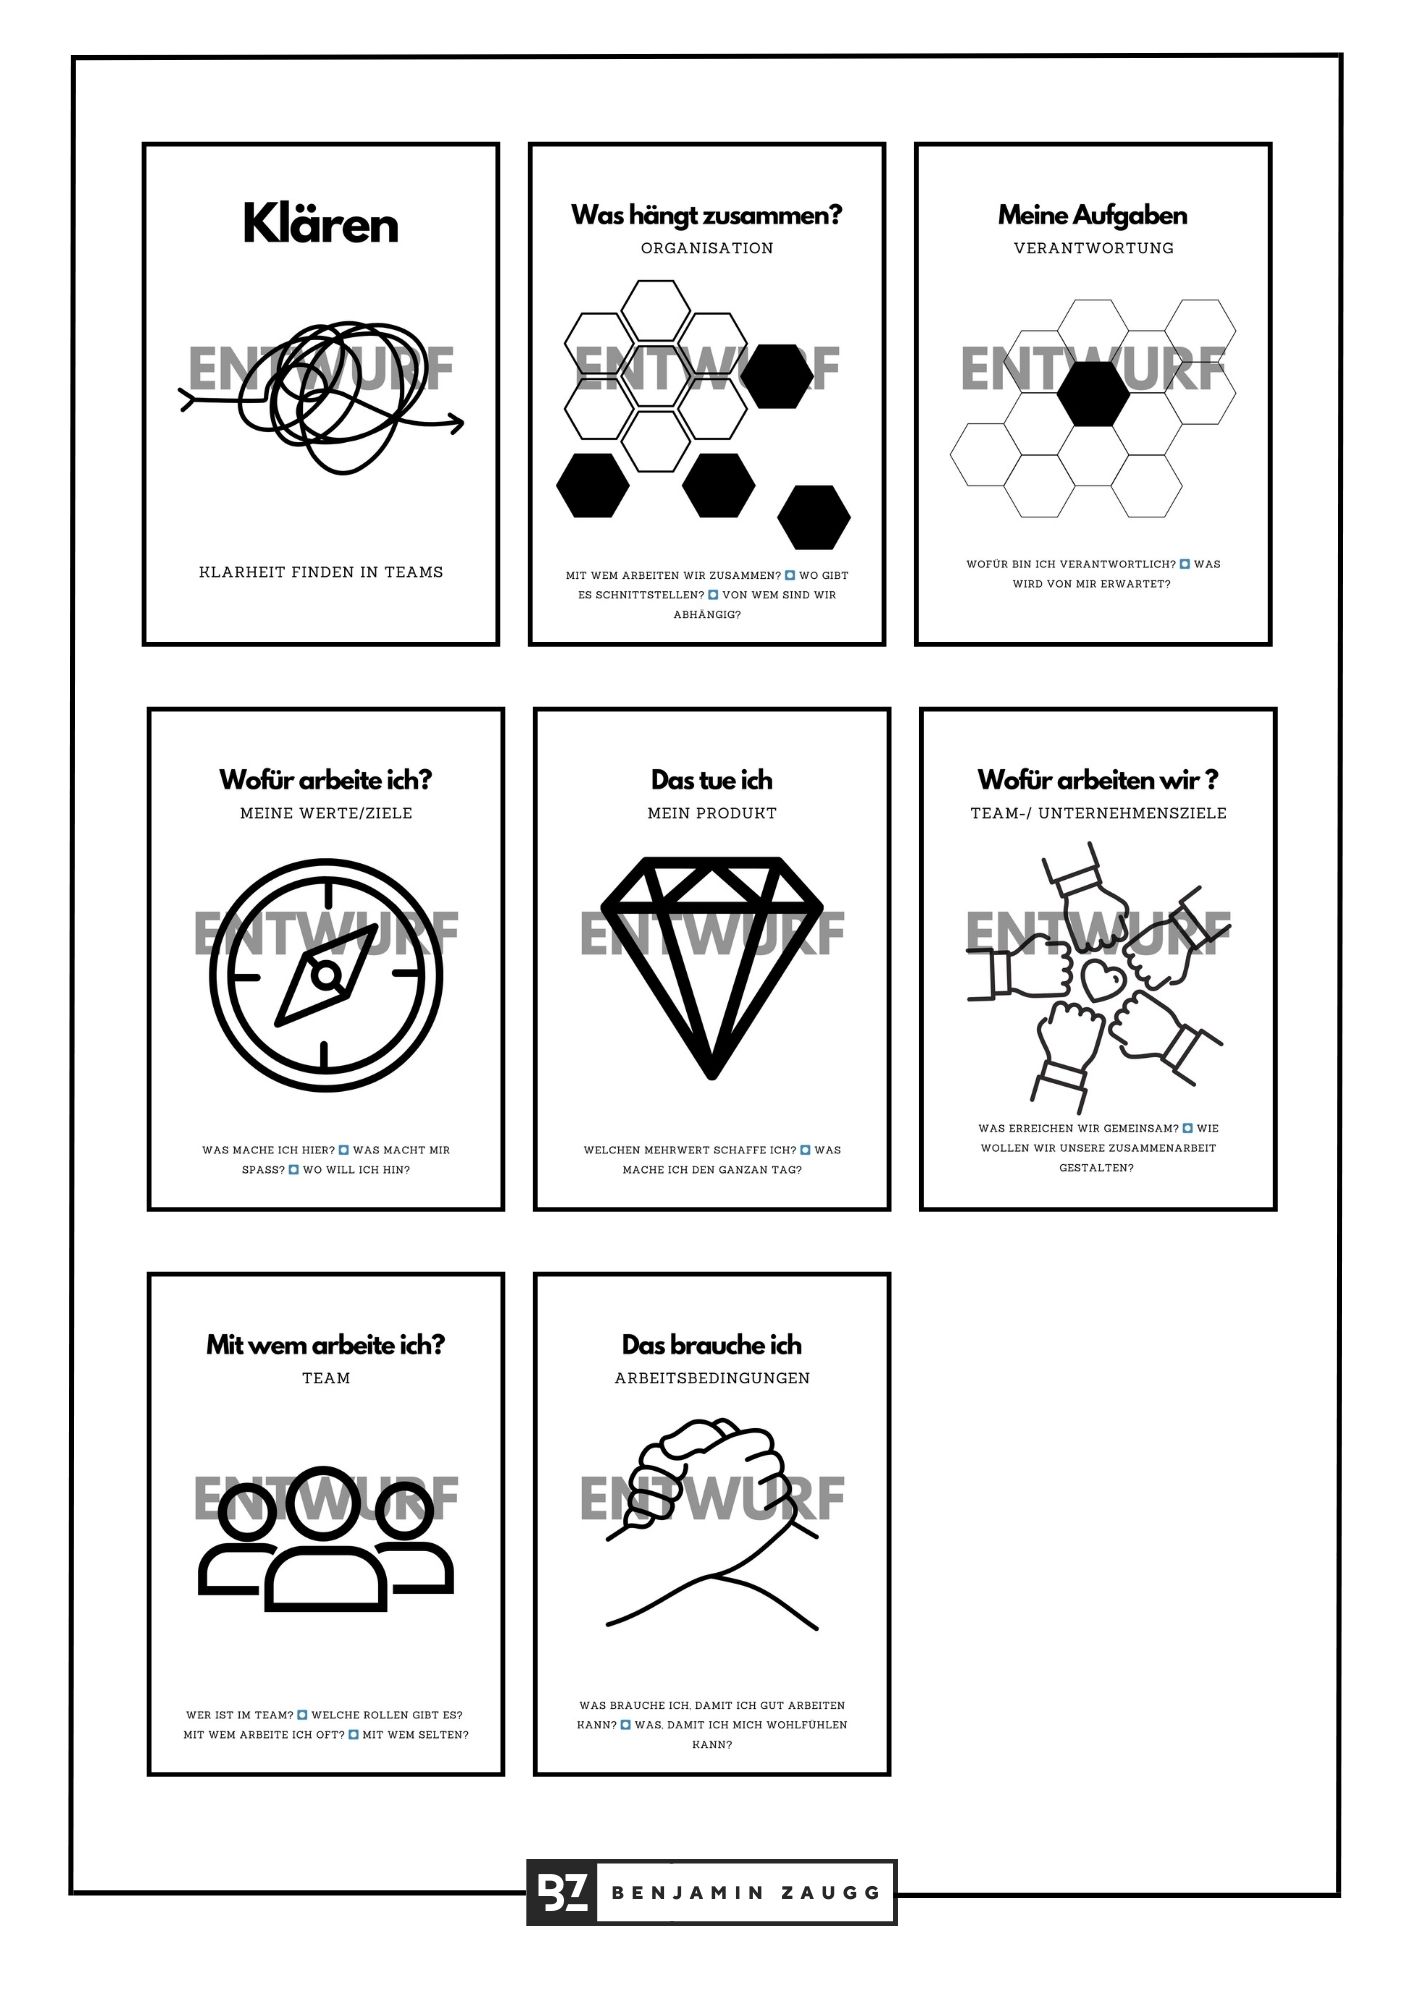 Klären
ENTWURF
KLARHEIT FINDEN IN TEAMS
Was hängt zusammen?
ORGANISATION
ENTWURF
MIT WEM ARBEITEN WIR ZUSAMMEN? WO GIBT
ES SCHNITTSTELLEN? VON WEM SIND WIR
ABHÄNGIG?
Meine Aufgaben
VERANTWORTUNG
ENTWURF
WOFÜR BIN ICH VERANTWORTLICH? WAS
WIRD VON MIR ERWARTET?
Wofür arbeite ich?
MEINE WERTE/ZIELE
ENTWURF
WAS MACHE ICH HIER? WAS MACHT MIR
SPASS? WO WILL ICH HIN?
Das tue ich
MEIN PRODUKT
ENTWURF
WELCHEN MEHRWERT SCHAFFE ICH? WAS
MACHE ICH DEN GANZAN TAG?
Wofür arbeiten wir ?
TEAM-/ UNTERNEHMENSZIELE
ENTWURF
WAS ERREICHEN WIR GEMEINSAM? WIE
WOLLEN WIR UNSERE ZUSAMMENARBEIT
GESTALTEN?
Mit wem arbeite ich?
TEAM
ENTWURF
WER IST IM TEAM? WELCHE ROLLEN GIBT ES?
MIT WEM ARBEITE ICH OFT? MIT WEM SELTEN?
Das brauche ich
ARBEITSBEDINGUNGEN
ENTWURF
WAS BRAUCHE ICH, DAMIT ICH GUT ARBEITEN
KANN? WAS, DAMIT ICH MICH WOHLFÜHLEN
KANN?
BZ BENJAMIN ZAUGG